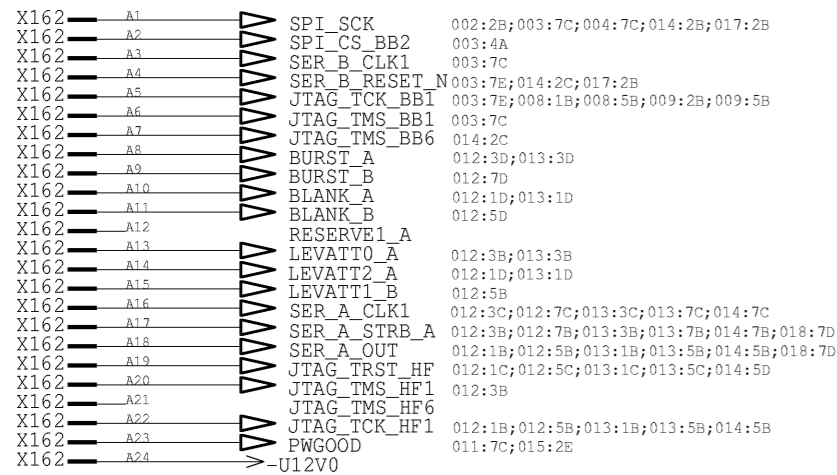 X162 A1 SPI_SCK 002:2B;003:7C;004:7C;014:2B;017:2B
X162 A2 SPI_CS_BB2 003:4A
X162 A3 SER_B_CLK1 003:7C
X162 A4 SER_B_RESET_N 003:7E;014:2C;017:2B
X162 A5 JTAG_TCK_BB1 003:7E;008:1B;008:5B;009:2B;009:5B
X162 A6 JTAG_TMS_BB1 003:7C
X162 A7 JTAG_TMS_BB6 014:2C
X162 A8 BURST_A 012:3D;013:3D
X162 A9 BURST_B 012:7D
X162 A10 BLANK_A 012:1D;013:1D
X162 A11 BLANK_B 012:5D
X162 A12 RESERVE1_A
X162 A13 LEVATT0_A 012:3B;013:3B
X162 A14 LEVATT2_A 012:1D;013:1D
X162 A15 LEVATT1_B 012:5B
X162 A16 SER_A_CLK1 012:3C;012:7C;013:3C;013:7C;014:7C
X162 A17 SER_A_STRB_A 012:3B;012:7B;013:3B;013:7B;014:7B;018:7D
X162 A18 SER_A_OUT 012:1B;012:5B;013:1B;013:5B;014:5B;018:7D
X162 A19 JTAG_TRST_HF 012:1C;012:5C;013:1C;013:5C;014:5D
X162 A20 JTAG_TMS_HF1 012:3B
X162 A21 JTAG_TMS_HF6
X162 A22 JTAG_TCK_HF1 012:1B;012:5B;013:1B;013:5B;014:5B
X162 A23 PWGOOD 011:7C;015:2E
X162 A24 -U12V0